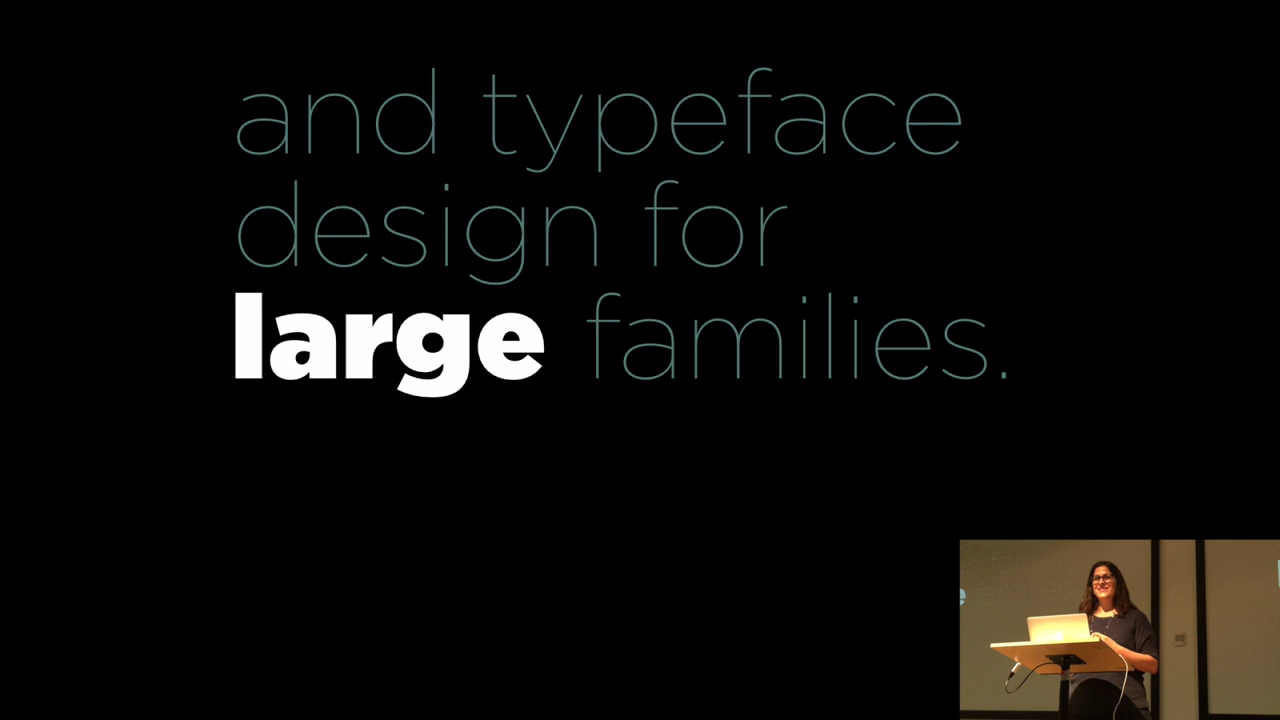 and typeface
design for
large families.